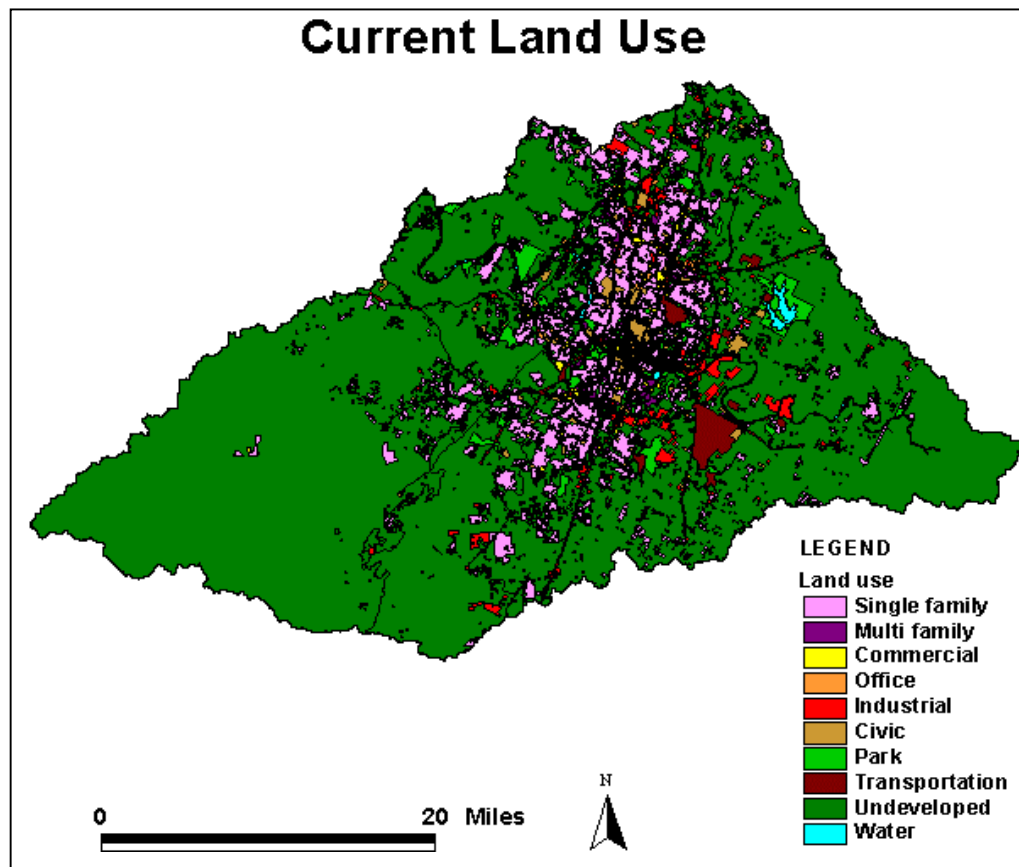 Current Land Use
LEGEND
Land use
Single family
Multi family
Commercial
Office
Industrial
Civic
Park
Transportation
Undeveloped
Water
N
0 20 Miles